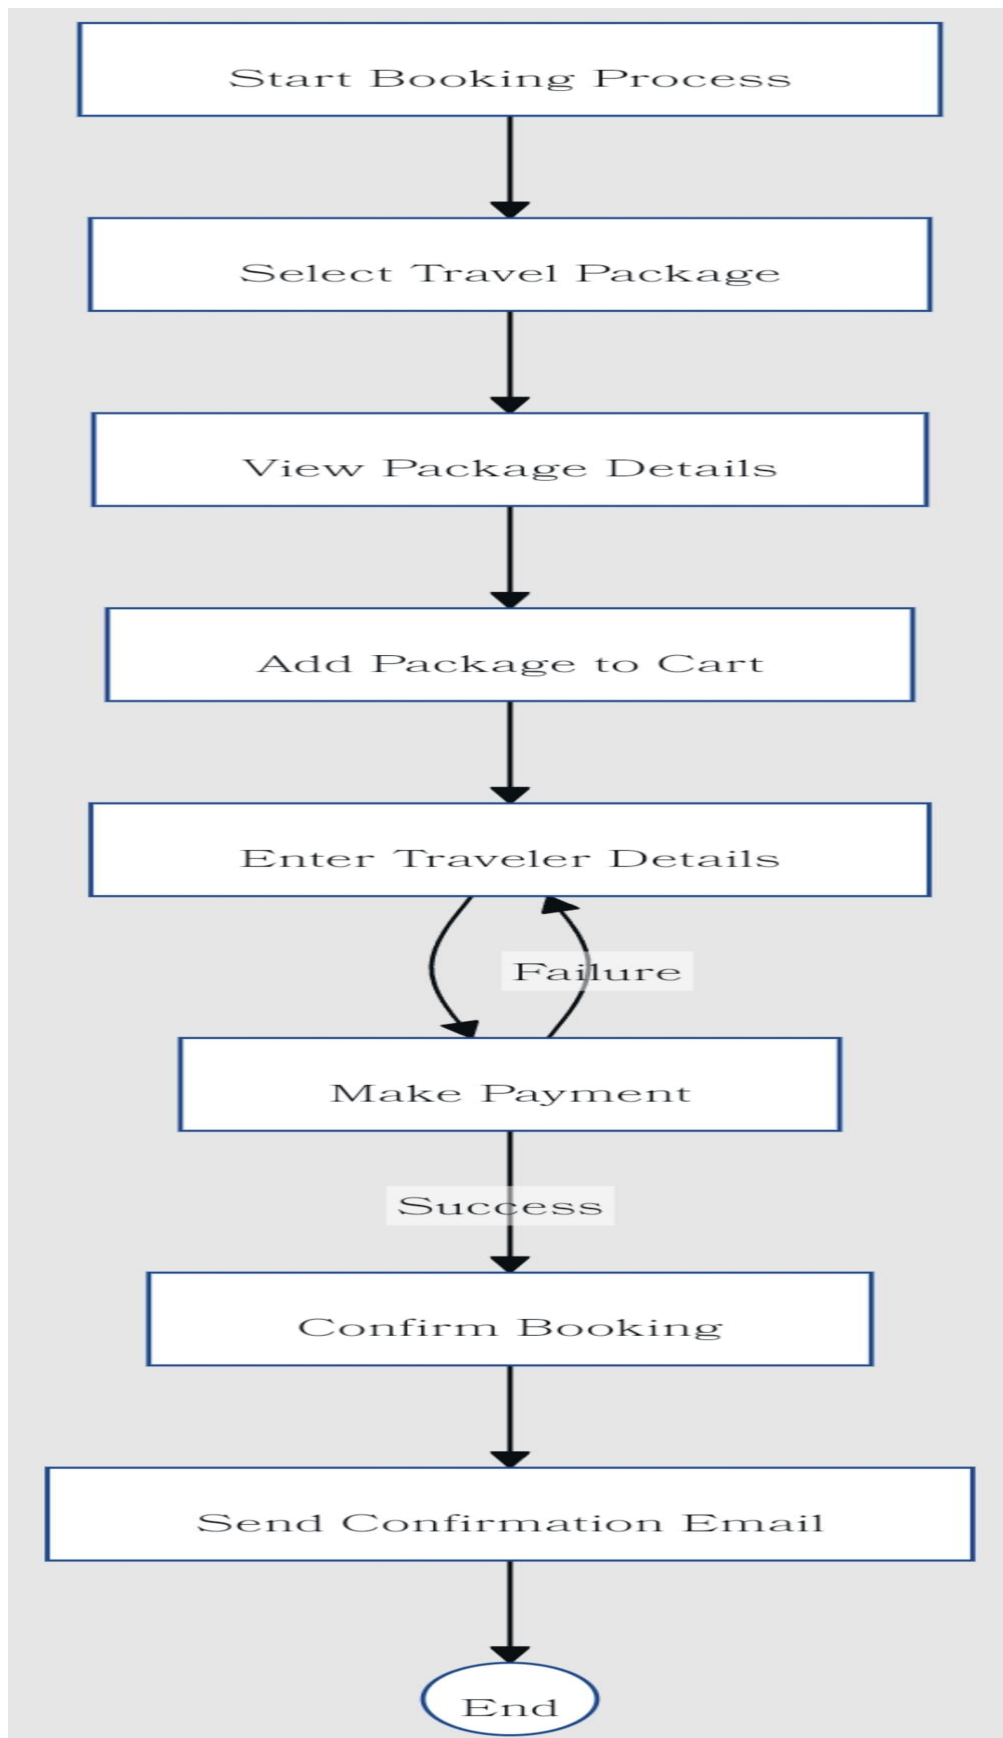 Start Booking Process
Select Travel Package
View Package Details
Add Package to Cart
Enter Traveler Details
Failure
Make Payment
Success
Confirm Booking
Send Confirmation Email
End